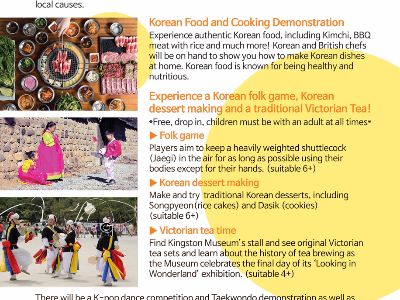 local causes.
Korean Food and Cooking Demonstration
Experience authentic Korean food, including Kimchi, BBQ
meat with rice and much more! Korean and British chefs
will be on hand to show you how to make Korean dishes
at home. Korean food is known for being healthy and
nutritious.
Experience a Korean folk game, Korean
dessert making and a traditional Victorian Tea!
*Free, drop in, children must be with an adult at all times*
▶ Folk game
Players aim to keep a heavily weighted shuttlecock
(Jaegi) in the air for as long as possible using their
bodies except for their hands. (suitable 6+)
▶ Korean dessert making
Make and try traditional Korean desserts, including
Songpyeon(rice cakes) and Dasik (cookies)
(suitable 6+)
▶ Victorian tea time
Find Kingston Museum's stall and see original Victorian
tea sets and learn about the history of tea brewing as
the Museum celebrates the final day of its 'Looking in
Wonderland' exhibition. (suitable 4+)
There will be a K-pop dance competition and Taekwondo demonstration as well as